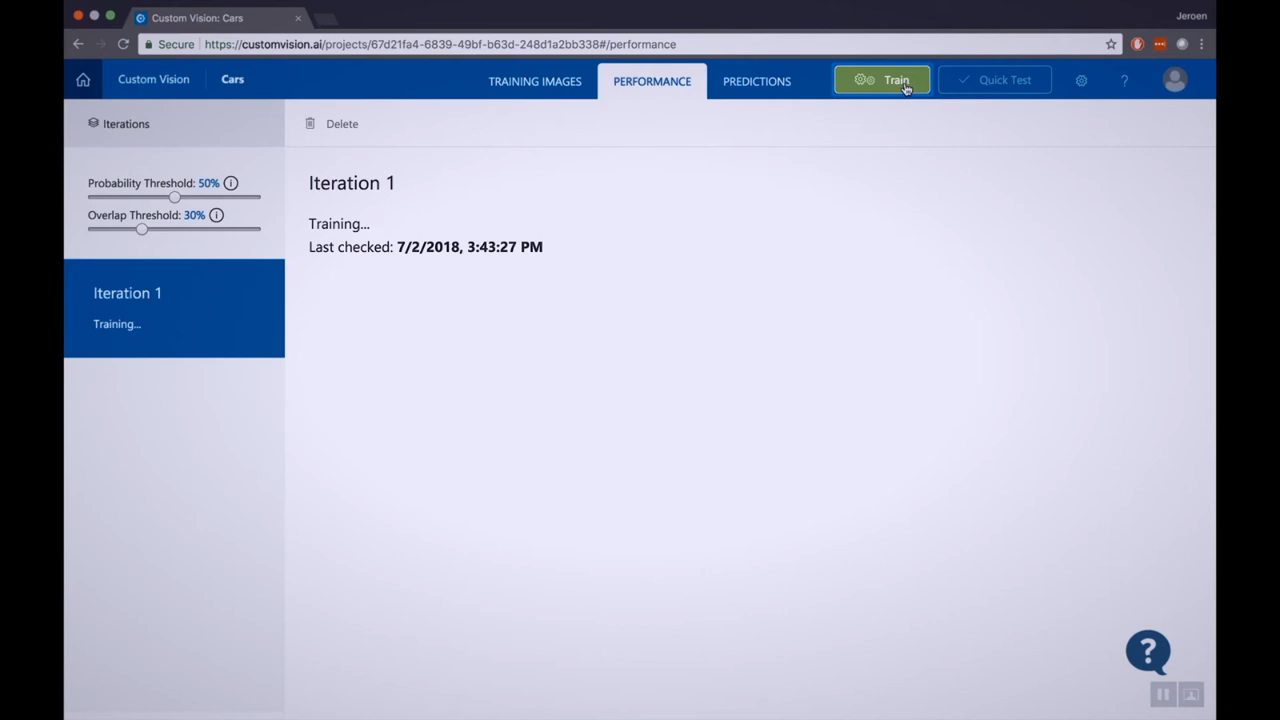 Custom Vision: Cars
Jeroen
Secure https://customvision.ai/projects/67d21fa4-6839-49bf-b63d-248d1a2bb338#/performance
Custom Vision Cars TRAINING IMAGES PERFORMANCE PREDICTIONS Train Quick Test ?
Iterations
Delete
Probability Threshold: 50%
Overlap Threshold: 30%
Iteration 1
Training...
Iteration 1
Training...
Last checked: 7/2/2018, 3:43:27 PM
?